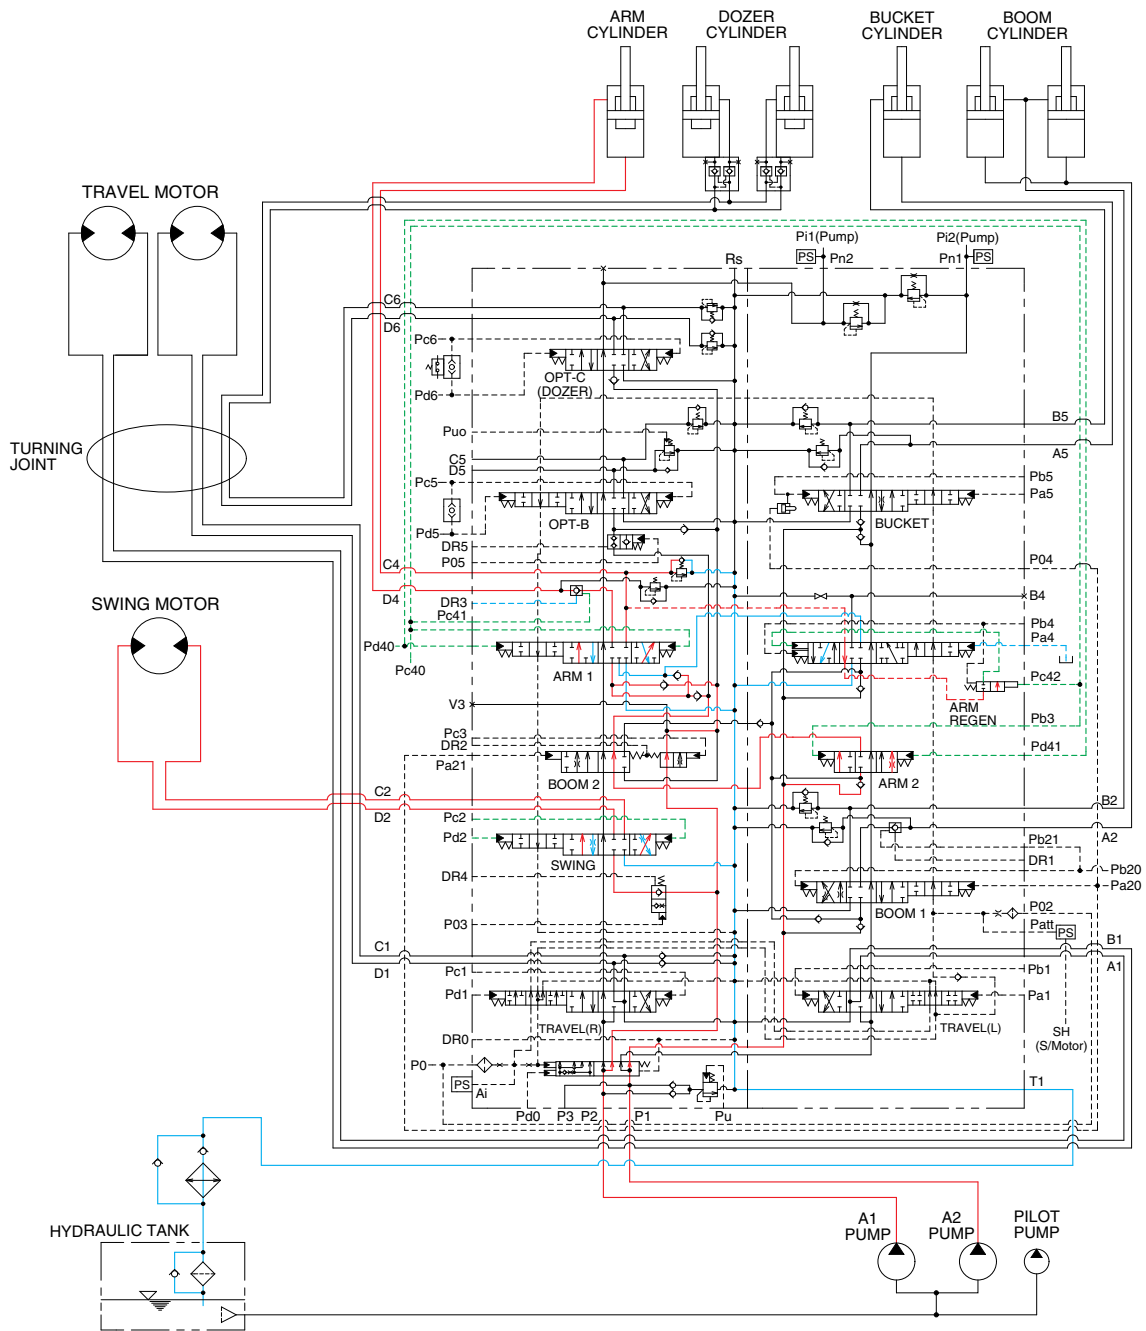 ARM
CYLINDER
DOZER
CYLINDER
BUCKET
CYLINDER
BOOM
CYLINDER
TRAVEL MOTOR
Pi1(Pump)
Pi2(Pump)
PS
Pn2
Rs
Pn1
PS
C6
D6
Pc6
Pd6
OPT-C
(DOZER)
TURNING
JOINT
Puo
C5
D5
Pc5
Pd5
OPT-B
DR5
P05
B5
A5
Pb5
Pa5
BUCKET
P04
C4
D4
DR3
Pc41
Pd40
Pc40
ARM 1
B4
Pb4
Pa4
Pc42
ARM
REGEN
SWING MOTOR
V3
Pc3
DR2
Pa21
BOOM 2
Pb3
Pd41
ARM 2
C2
D2
Pc2
Pd2
SWING
B2
A2
Pb21
DR1
Pb20
Pa20
BOOM 1
DR4
P03
P02
Patt
PS
C1
D1
Pc1
Pd1
TRAVEL(R)
B1
A1
Pb1
Pa1
TRAVEL(L)
SH
(S/Motor)
DR0
P0
PS
Ai
Pd0
P3
P2
P1
Pu
T1
HYDRAULIC TANK
A1
PUMP
A2
PUMP
PILOT
PUMP